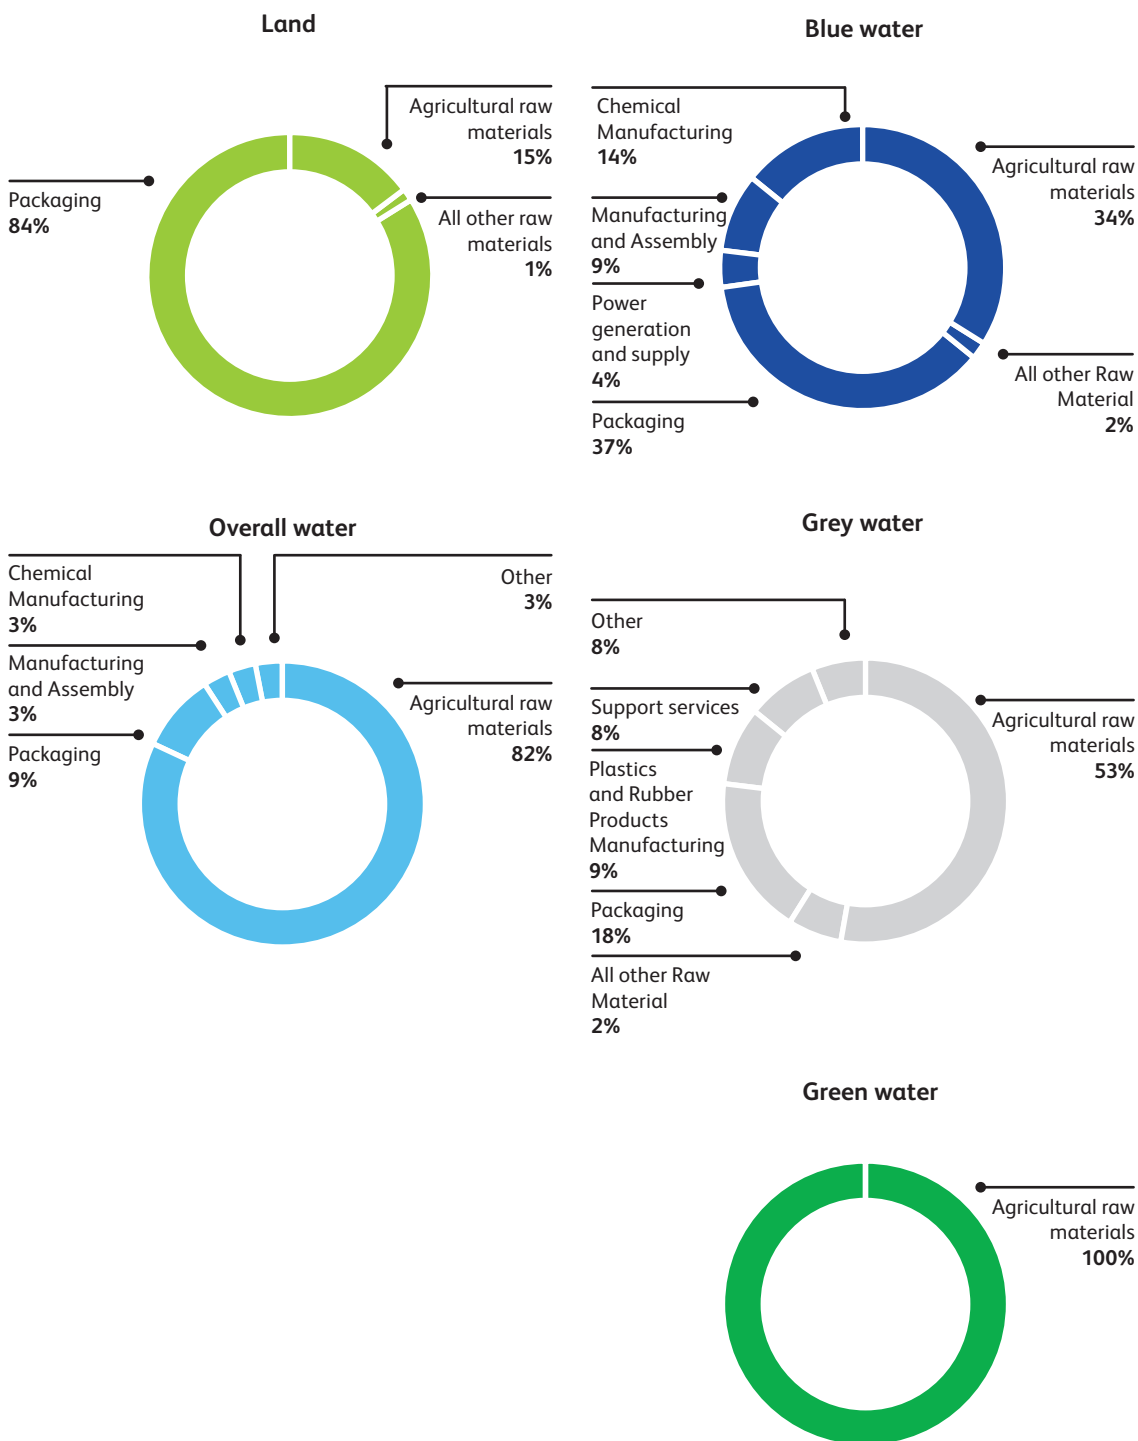 Land
Agricultural raw
materials
15%
Packaging
84%
All other raw
materials
1%
Blue water
Chemical
Manufacturing
14%
Agricultural raw
materials
34%
Manufacturing
and Assembly
9%
Power
generation
and supply
4%
All other Raw
Material
2%
Packaging
37%
Overall water
Chemical
Manufacturing
3%
Other
3%
Manufacturing
and Assembly
3%
Agricultural raw
materials
82%
Packaging
9%
Grey water
Other
8%
Support services
8%
Agricultural raw
materials
53%
Plastics
and Rubber
Products
Manufacturing
9%
Packaging
18%
All other Raw
Material
2%
Green water
Agricultural raw
materials
100%